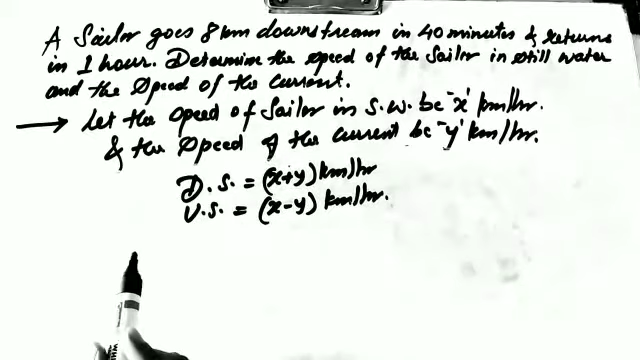 A Sailor goes 8 km downstream in 40 minutes & returns
in 1 hour. Determine the speed of the Sailor in still water
and the speed of the Current.
→ Let the speed of Sailor in S.W. be 'x' km/hr.
& the speed of the current be 'y' km/hr.
D.S. = (x+y) km/hr
U.S. = (x-y) km/hr.